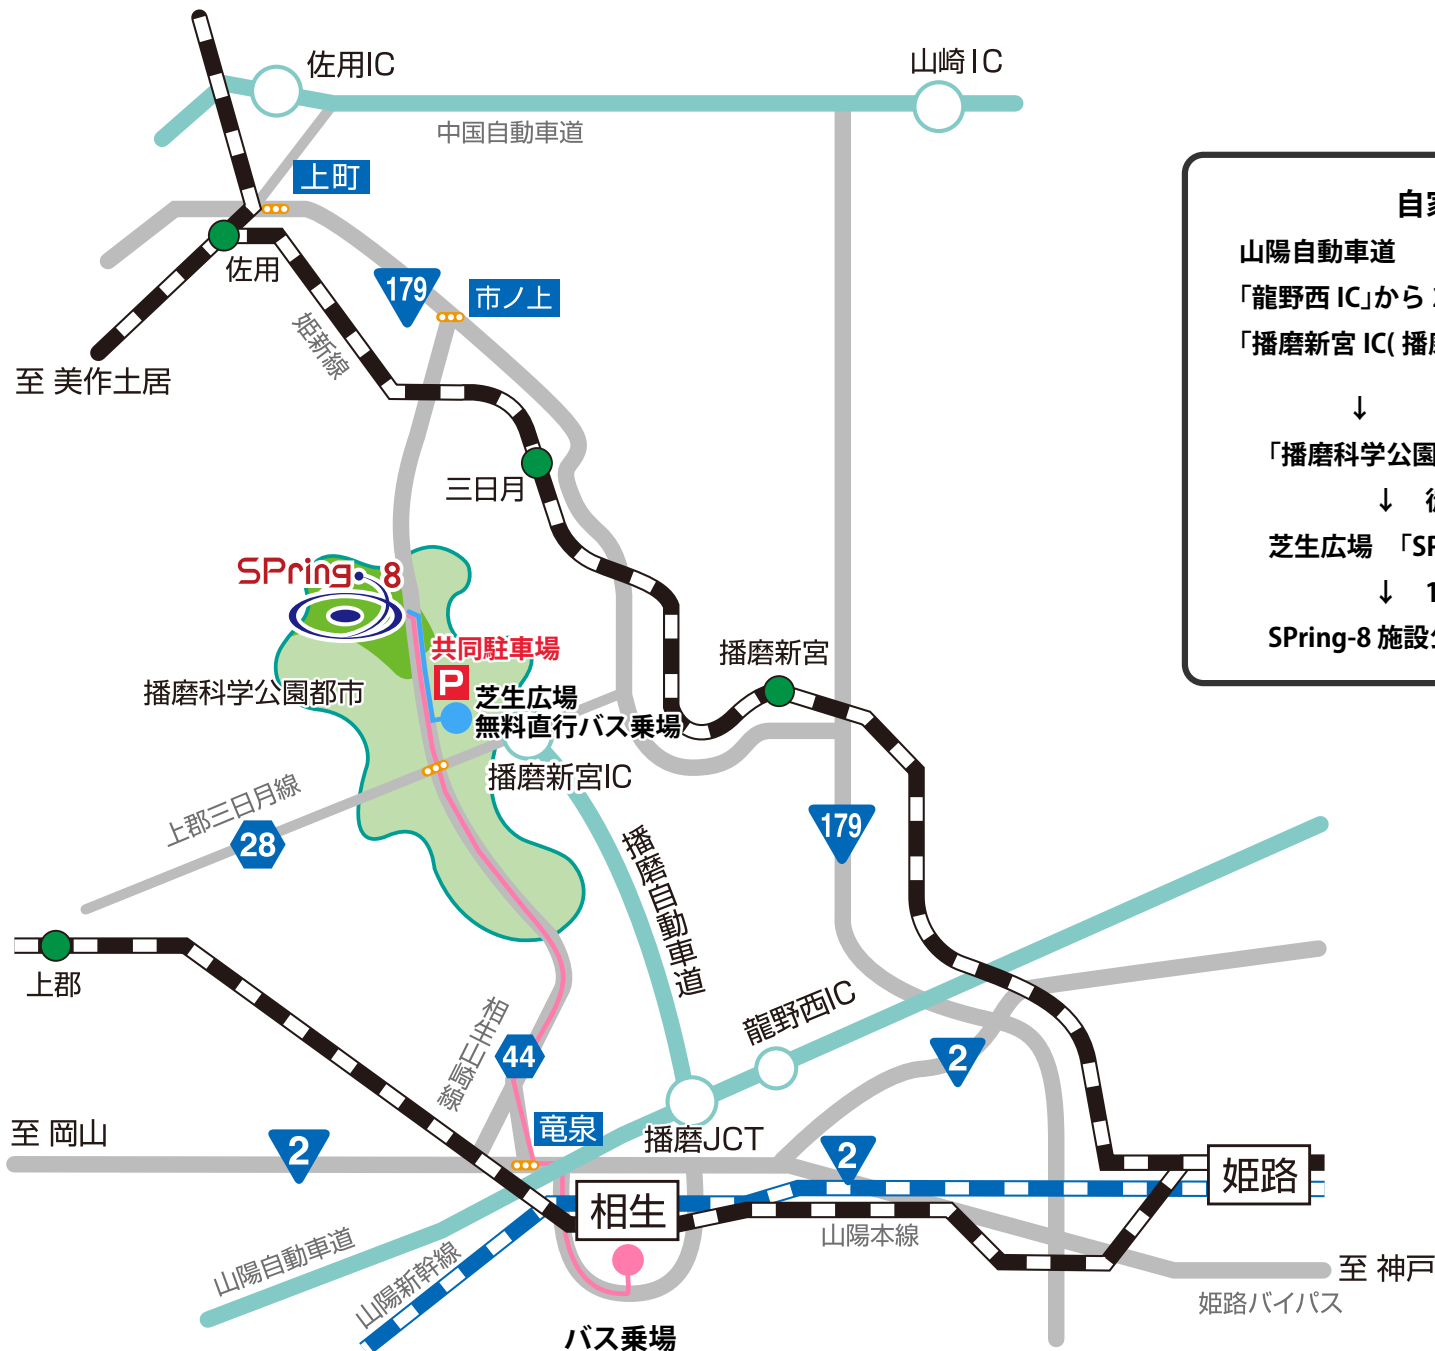 佐用IC
山崎IC
中国自動車道
上町
佐用
179
市ノ上
姫新線
至 美作土居
三日月
SPring-8
共同駐車場
P
播磨科学公園都市
芝生広場
無料直行バス乗場
播磨新宮
播磨新宮IC
上郡三日月線
28
播磨自動車道
179
上郡
相生山崎線
44
龍野西IC
2
至 岡山
2
竜泉
播磨JCT
2
相生
姫路
山陽本線
山陽自動車道
山陽新幹線
至 神戸
姫路バイパス
バス乗場
山陽自動車道
「龍野西 IC」から
「播磨新宮 IC(
↓
「播磨科学公園
↓
芝生広場 「SP
↓ 1
SPring-8 施設